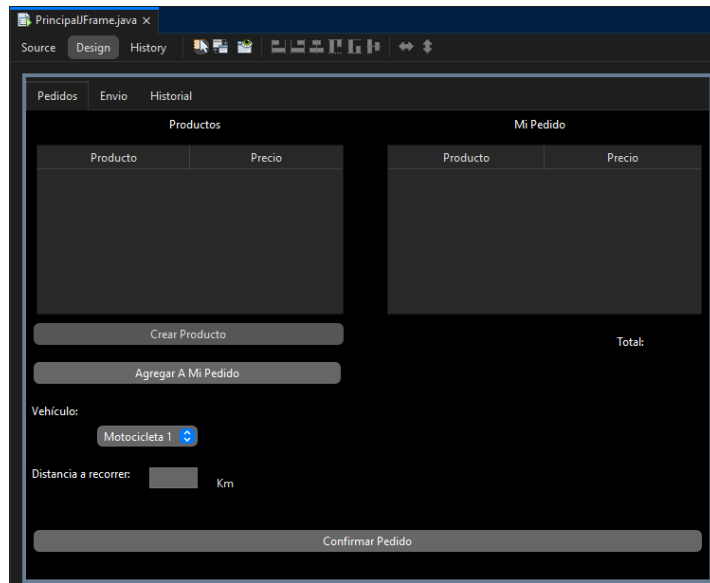 PrincipalJFrame.java ×
Source Design History
Pedidos Envio Historial
Productos Mi Pedido
Producto Precio Producto Precio
Crear Producto
Total:
Agregar A Mi Pedido
Vehículo:
Motocicleta 1
Distancia a recorrer: Km
Confirmar Pedido